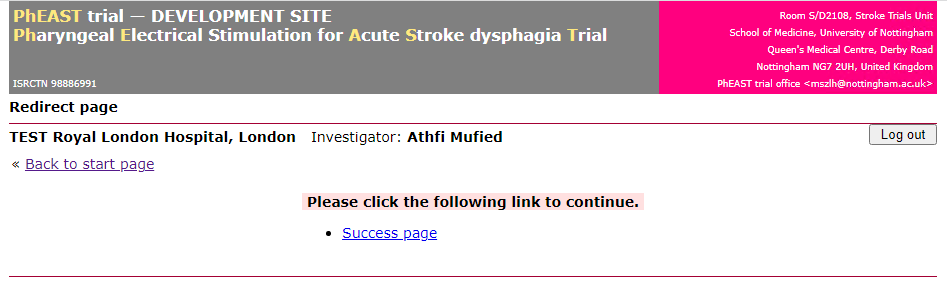 PhEAST trial — DEVELOPMENT SITE
Pharyngeal Electrical Stimulation for Acute Stroke dysphagia Trial
ISRCTN 98886991
Room S/D2108, Stroke Trials Unit
School of Medicine, University of Nottingham
Queen's Medical Centre, Derby Road
Nottingham NG7 2UH, United Kingdom
PhEAST trial office <mszlh@nottingham.ac.uk>
Redirect page
TEST Royal London Hospital, London Investigator: Athfi Mufied
Log out
« Back to start page
Please click the following link to continue.
• Success page